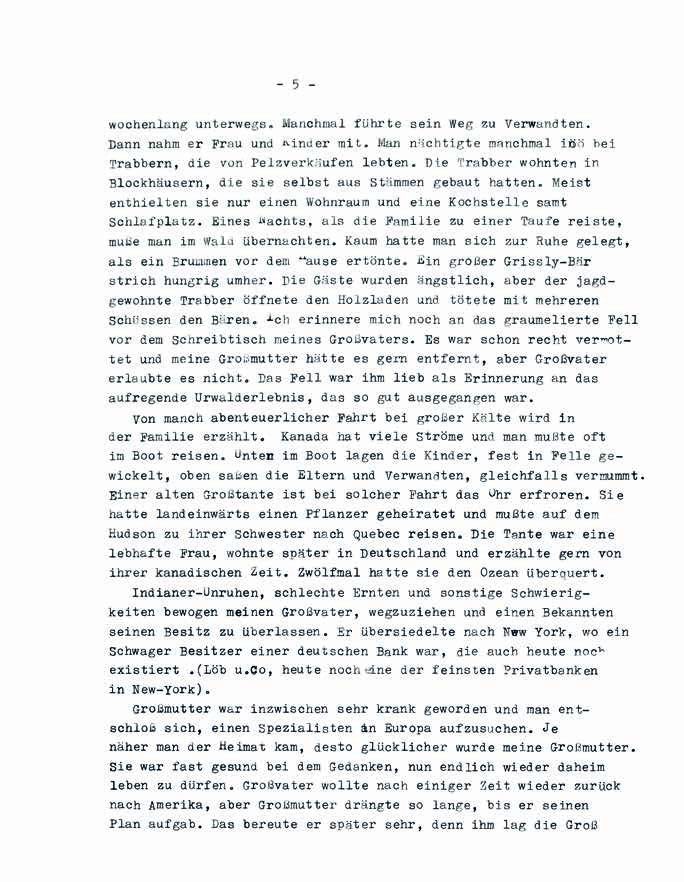 - 5 -
wochenlang unterwegs. Manchmal führte sein Weg zu Verwandten.
Dann nahm er Frau und Kinder mit. Man nächtigte manchmal bei
Trabbern, die von Pelzverkäufen lebten. Die Trabber wohnten in
Blockhäusern, die sie selbst aus Stämmen gebaut hatten. Meist
enthielten sie nur einen Wohnraum und eine Kochstelle samt
Schlafplatz. Eines Nachts, als die Familie zu einer Taufe reiste,
muße man im Wald übernachten. Kaum hatte man sich zur Ruhe gelegt,
als ein Brummen vor dem Hause ertönte. Ein großer Grissly-Bär
strich hungrig umher. Die Gäste wurden ängstlich, aber der jagd-
gewohnte Trabber öffnete den Holzladen und tötete mit mehreren
Schüssen den Bären. Ich erinnere mich noch an das graumelierte Fell
vor dem Schreibtisch meines Großvaters. Es war schon recht vermot-
tet und meine Großmutter hätte es gern entfernt, aber Großvater
erlaubte es nicht. Das Fell war ihm lieb als Erinnerung an das
aufregende Urwalderlebnis, das so gut ausgegangen war.
Von manch abenteuerlicher Fahrt bei großer Kälte wird in
der Familie erzählt. Kanada hat viele Ströme und man mußte oft
im Boot reisen. Unten im Boot lagen die Kinder, fest in Felle ge-
wickelt, oben saßen die Eltern und Verwandten, gleichfalls vermummt.
Einer alten Großtante ist bei solcher Fahrt das Ohr erfroren. Sie
hatte landeinwärts einen Pflanzer geheiratet und mußte auf dem
Hudson zu ihrer Schwester nach Quebec reisen. Die Tante war eine
lebhafte Frau, wohnte später in Deutschland und erzählte gern von
ihrer kanadischen Zeit. Zwölfmal hatte sie den Ozean überquert.
Indianer-Unruhen, schlechte Ernten und sonstige Schwierig-
keiten bewogen meinen Großvater, wegzuziehen und einen Bekannten
seinen Besitz zu überlassen. Er übersiedelte nach New York, wo ein
Schwager Besitzer einer deutschen Bank war, die auch heute noch
existiert .(Löb u.Co, heute noch eine der feinsten Privatbanken
in New-York).
Großmutter war inzwischen sehr krank geworden und man ent-
schloß sich, einen Spezialisten in Europa aufzusuchen. Je
näher man der Heimat kam, desto glücklicher wurde meine Großmutter.
Sie war fast gesund bei dem Gedanken, nun endlich wieder daheim
leben zu dürfen. Großvater wollte nach einiger Zeit wieder zurück
nach Amerika, aber Großmutter drängte so lange, bis er seinen
Plan aufgab. Das bereute er später sehr, denn ihm lag die Groß